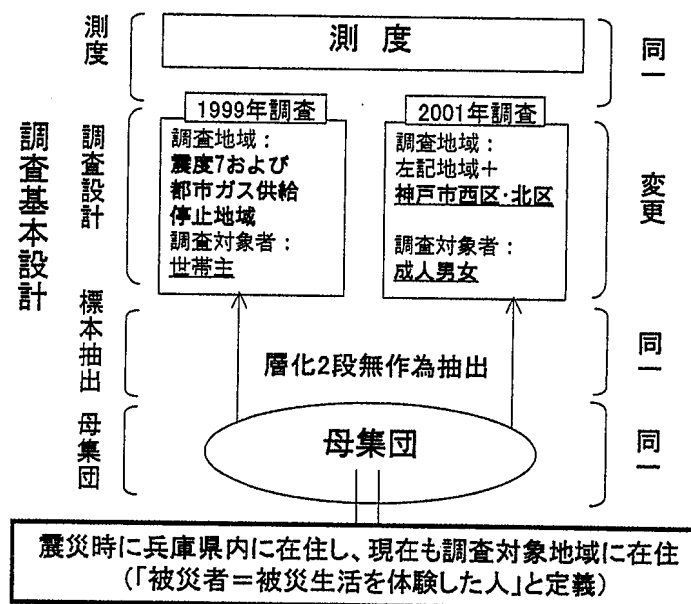 測度
測 度
同一
調査基本設計
調査設計
1999年調査
調査地域：
震度7および
都市ガス供給
停止地域
調査対象者：
世帯主
2001年調査
調査地域：
左記地域＋
神戸市西区・北区
調査対象者：
成人男女
変更
標本抽出
層化2段無作為抽出
同一
母集団
母集団
同一
震災時に兵庫県内に在住し、現在も調査対象地域に在住
（「被災者＝被災生活を体験した人」と定義）